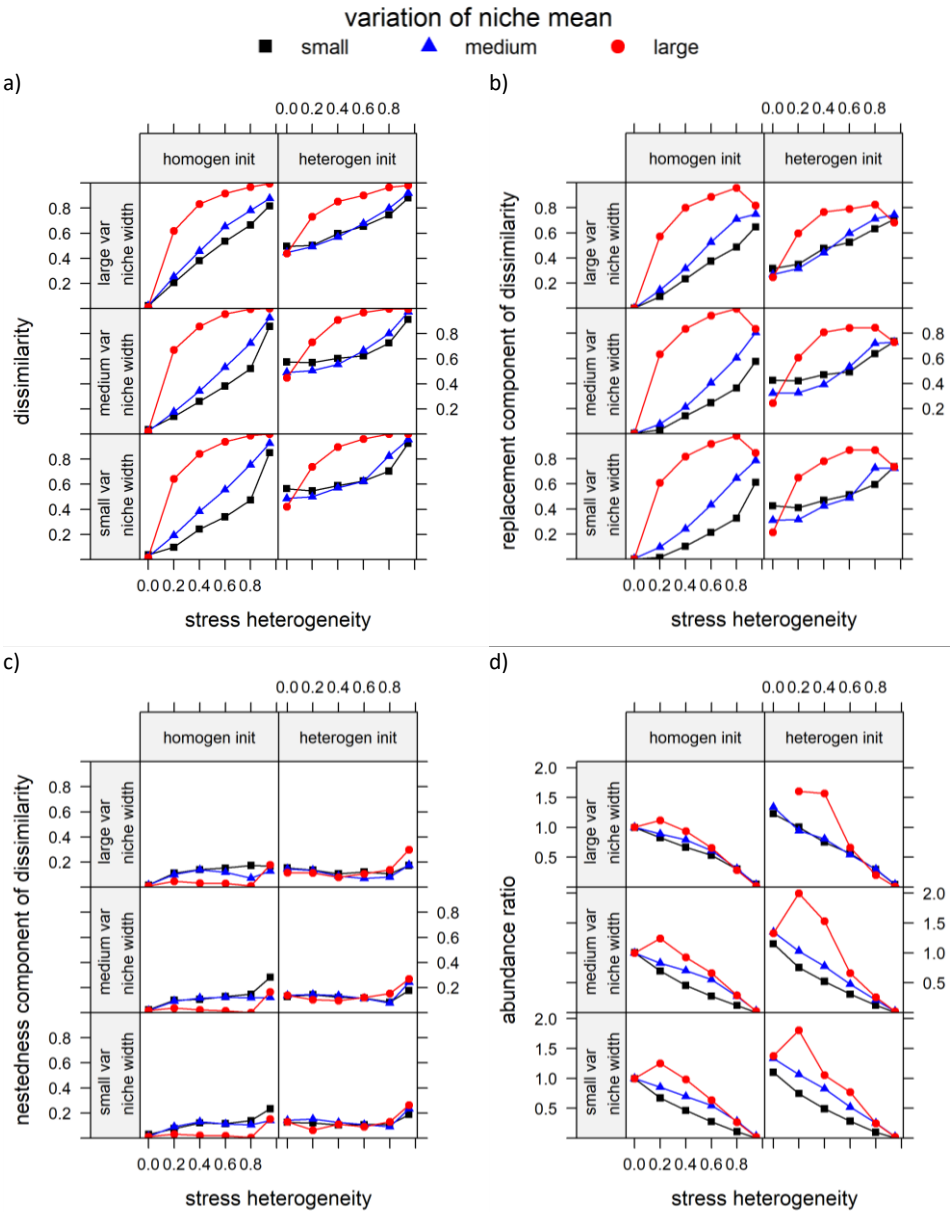 variation of niche mean
small medium large
a)
0.0 0.2 0.4 0.6 0.8
homogen init heterogen init
dissimilarity
large var
niche width
0.8
0.6
0.4
0.2
medium var
niche width
0.8
0.6
0.4
0.2
small var
niche width
0.8
0.6
0.4
0.2
0.0 0.2 0.4 0.6 0.8
stress heterogeneity
b)
0.0 0.2 0.4 0.6 0.8
homogen init heterogen init
replacement component of dissimilarity
large var
niche width
0.8
0.6
0.4
0.2
medium var
niche width
0.8
0.6
0.4
0.2
small var
niche width
0.8
0.6
0.4
0.2
0.0 0.2 0.4 0.6 0.8
stress heterogeneity
c)
0.0 0.2 0.4 0.6 0.8
homogen init heterogen init
nestedness component of dissimilarity
large var
niche width
0.8
0.6
0.4
0.2
medium var
niche width
0.8
0.6
0.4
0.2
small var
niche width
0.8
0.6
0.4
0.2
0.0 0.2 0.4 0.6 0.8
stress heterogeneity
d)
0.0 0.2 0.4 0.6 0.8
homogen init heterogen init
abundance ratio
large var
niche width
2.0
1.5
1.0
0.5
medium var
niche width
2.0
1.5
1.0
0.5
small var
niche width
2.0
1.5
1.0
0.5
0.0 0.2 0.4 0.6 0.8
stress heterogeneity